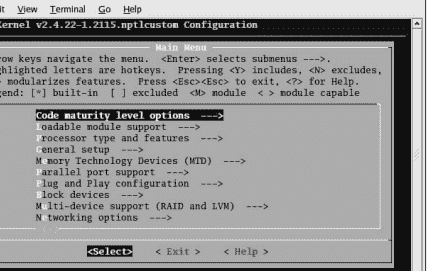 it View Terminal Go Help
Kernel v2.4.22-1.2115.nptlcustom Configuration
Main Menu
row keys navigate the menu. <Enter> selects submenus --->.
ghlighted letters are hotkeys. Pressing <Y> includes, <N> excludes,
> modularizes features. Press <Esc><Esc> to exit, <?> for Help.
gend: [*] built-in [ ] excluded <M> module < > module capable
Code maturity level options --->
Loadable module support --->
Processor type and features --->
General setup --->
Memory Technology Devices (MTD) --->
Parallel port support --->
Plug and Play configuration --->
Block devices --->
Multi-device support (RAID and LVM) --->
Networking options --->
<Select> < Exit > < Help >